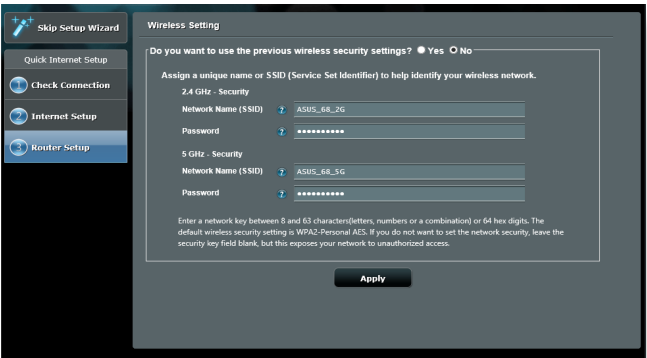 Skip Setup Wizard
Quick Internet Setup
1 Check Connection
2 Internet Setup
3 Router Setup
Wireless Setting
Do you want to use the previous wireless security settings? Yes No
Assign a unique name or SSID (Service Set Identifier) to help identify your wireless network.
2.4 GHz - Security
Network Name (SSID) ? ASUS_68_2G
Password ? ••••••••••
5 GHz - Security
Network Name (SSID) ? ASUS_68_5G
Password ? ••••••••••
Enter a network key between 8 and 63 characters(letters, numbers or a combination) or 64 hex digits. The
default wireless security setting is WPA2-Personal AES. If you do not want to set the network security, leave the
security key field blank, but this exposes your network to unauthorized access.
Apply